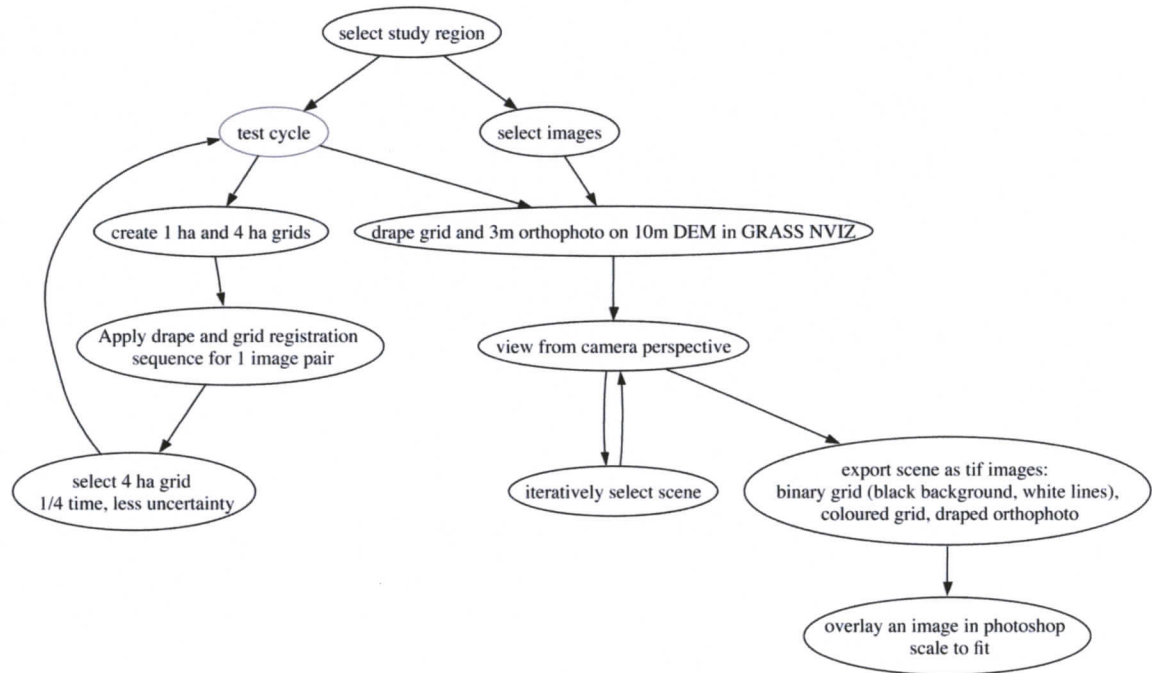 select study region
test cycle
select images
create 1 ha and 4 ha grids
drape grid and 3m orthophoto on 10m DEM in GRASS NVIZ
Apply drape and grid registration
sequence for 1 image pair
view from camera perspective
select 4 ha grid
1/4 time, less uncertainty
iteratively select scene
export scene as tif images:
binary grid (black background, white lines),
coloured grid, draped orthophoto
overlay an image in photoshop
scale to fit